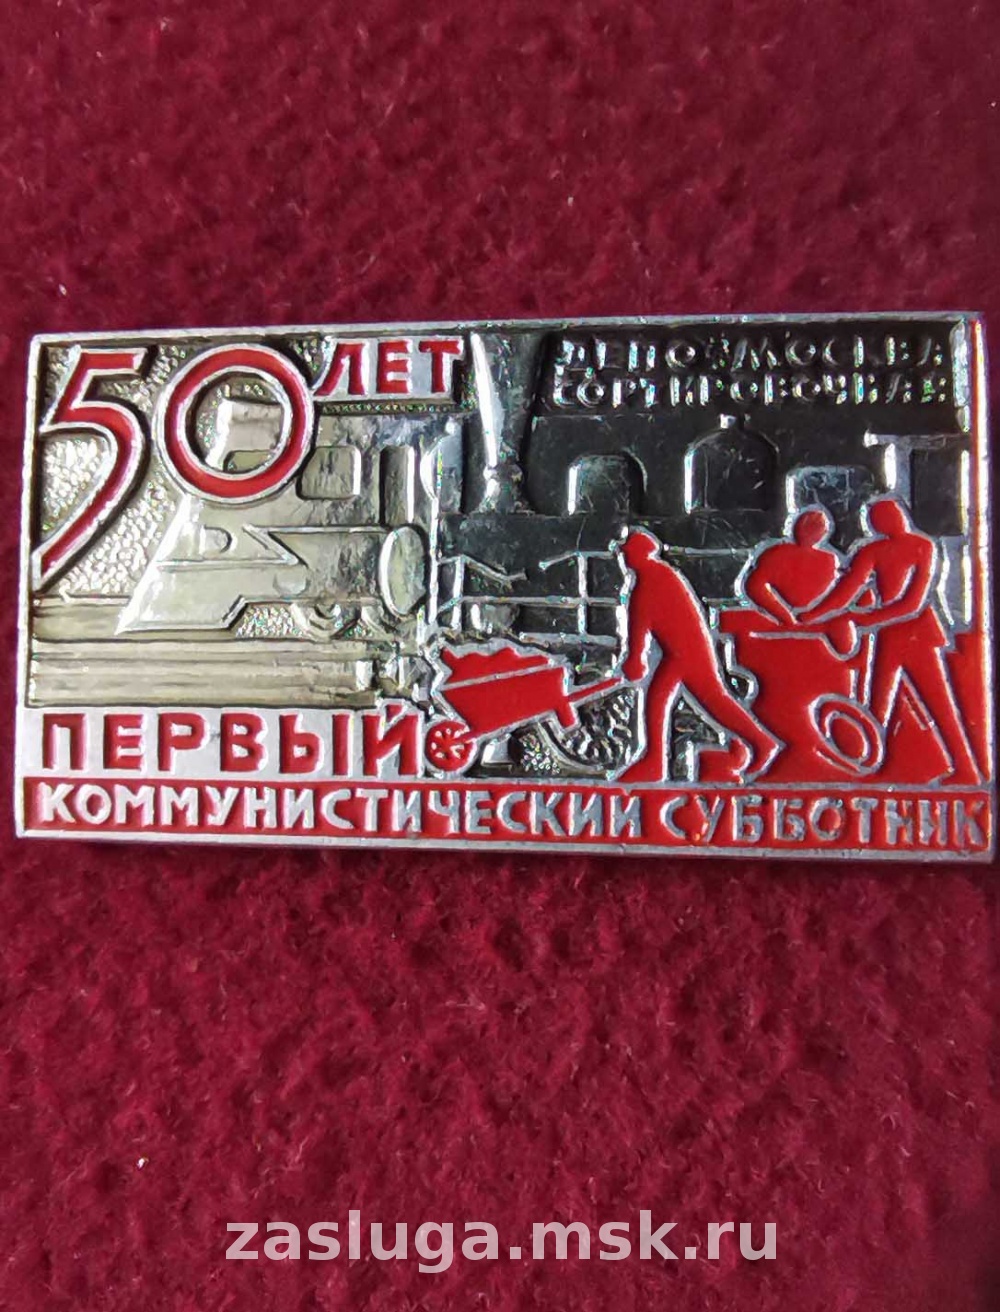 50 ЛЕТ
ДЕПО МОСКВА
СОРТИРОВОЧНАЯ
ПЕРВЫЙ
КОММУНИСТИЧЕСКИЙ СУББОТНИК
zasluga.msk.ru